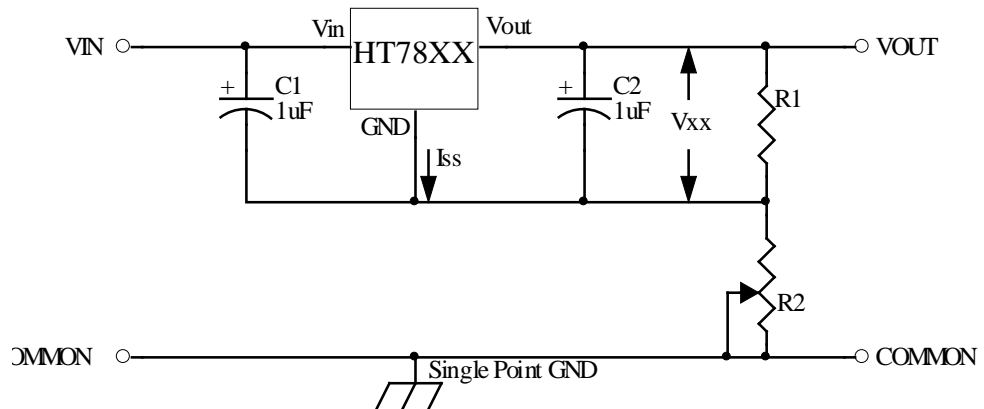 VIN
Vin
HT78XX
Vout
VOUT
C1
1uF
+
GND
Iss
C2
1uF
+
Vxx
R1
R2
OMMON
Single Point GND
COMMON